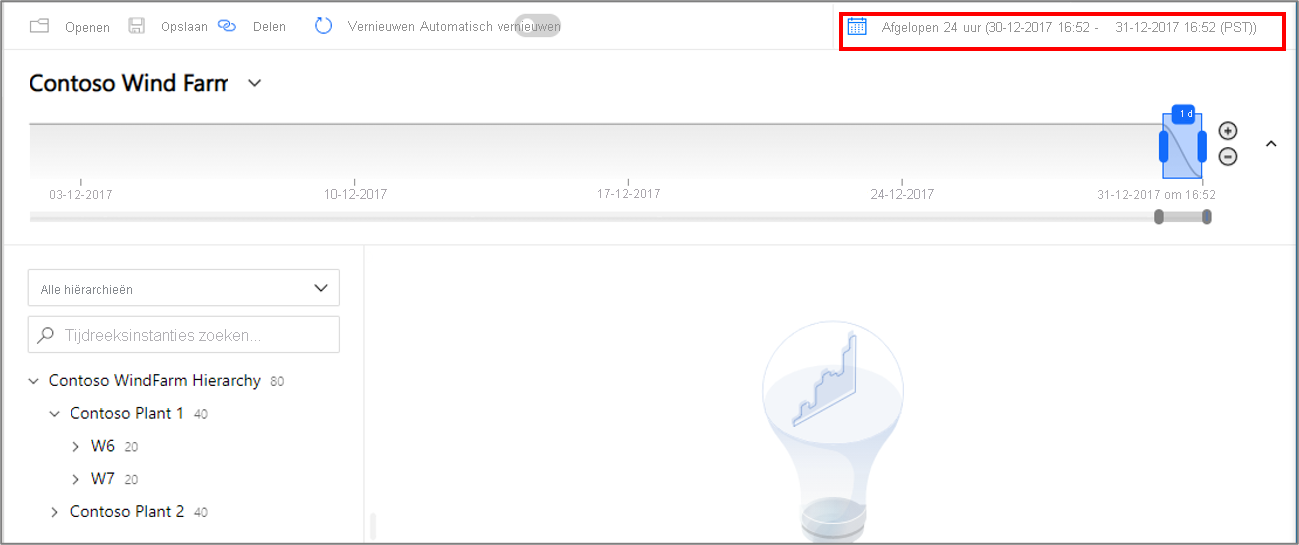 Openen Opslaan Delen Vernieuwen Automatisch vernieuwen Afgelopen 24 uur (30-12-2017 16:52 - 31-12-2017 16:52 (PST))
Contoso Wind Farm
1 d
03-12-2017 10-12-2017 17-12-2017 24-12-2017 31-12-2017 om 16:52
Alle hiërarchieën
Tijdreeksinstanties zoeken...
Contoso WindFarm Hierarchy 80
Contoso Plant 1 40
W6 20
W7 20
Contoso Plant 2 40